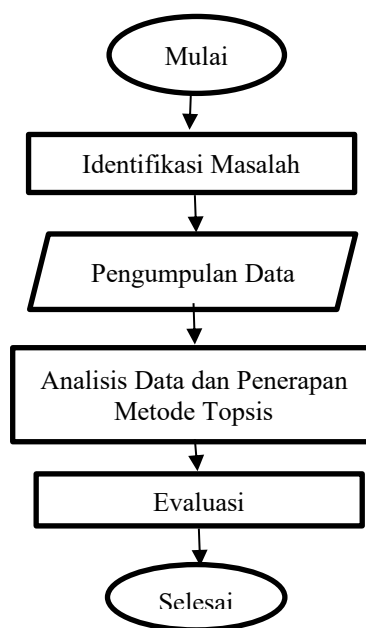 Mulai
Identifikasi Masalah
Pengumpulan Data
Analisis Data dan Penerapan
Metode Topsis
Evaluasi
Selesai